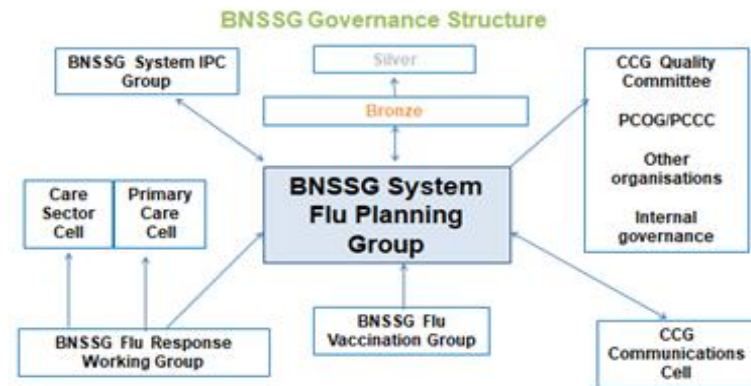 BNSSG Governance Structure
BNSSG System IPC
Group
Silver
Bronze
CCG Quality
Committee
PCOG/PCCC
Other
organisations
Internal
governance
Care
Sector
Cell
Primary
Care
Cell
BNSSG System
Flu Planning
Group
BNSSG Flu Response
Working Group
BNSSG Flu
Vaccination Group
CCG
Communications
Cell